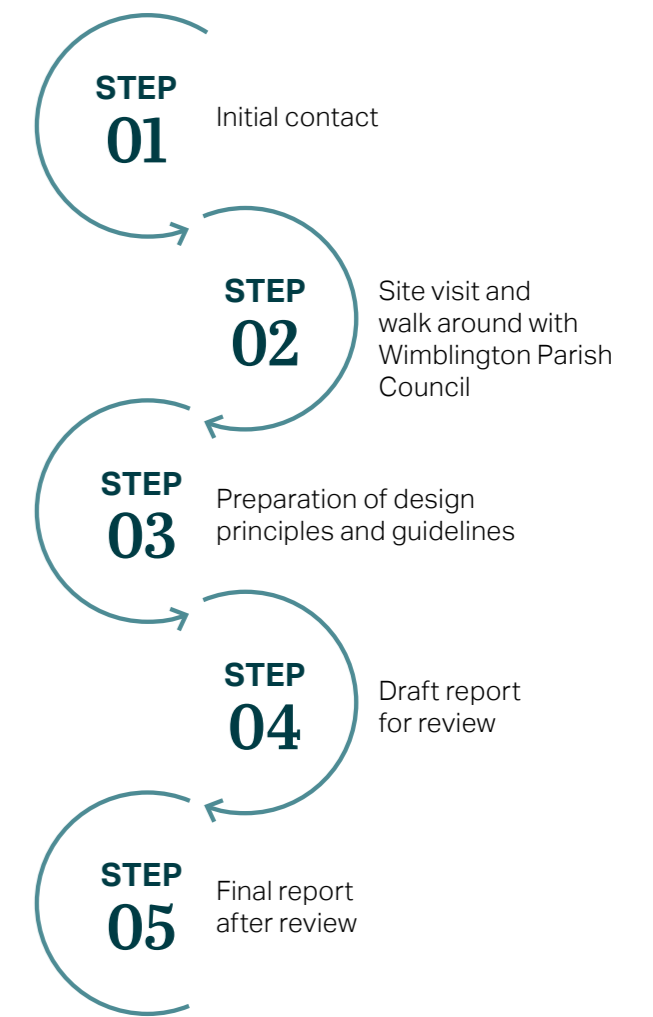 STEP
01
Initial contact
STEP
02
Site visit and
walk around with
Wimblington Parish
Council
STEP
03
Preparation of design
principles and guidelines
STEP
04
Draft report
for review
STEP
05
Final report
after review